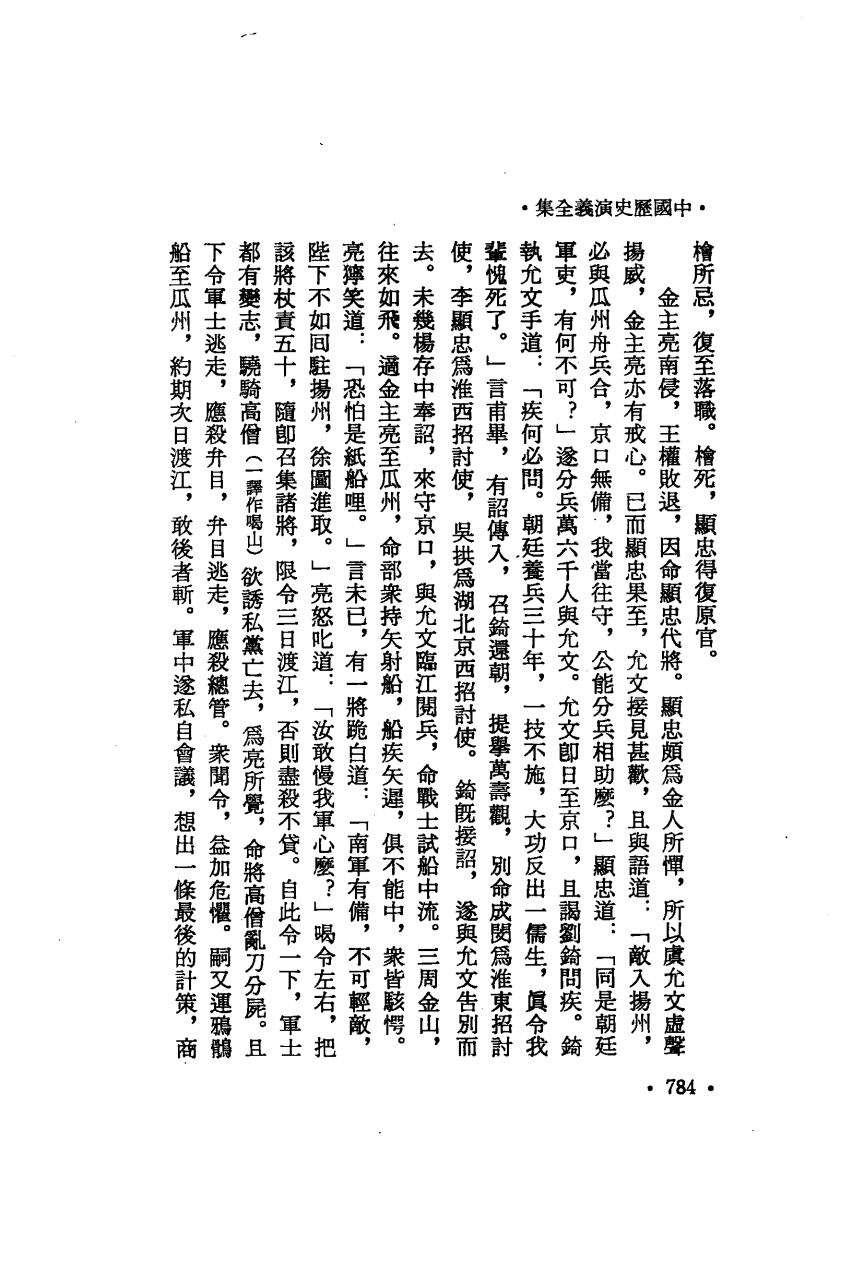 ·中國歷史演義全集·
檜所忌，復至落職。檜死，顯忠得復原官。
金主亮南侵，王權敗退，因命顯忠代將。顯忠頗爲金人所憚，所以虞允文虛聲
揚威，金主亮亦有戒心。已而顯忠果至，允文接見甚歡，且與語道：「敵入揚州，
必與瓜州舟兵合，京口無備，我當往守，公能分兵相助麼？」顯忠道：「同是朝廷
軍吏，有何不可？」遂分兵萬六千人與允文。允文卽日至京口，且謁劉錡問疾。錡
執允文手道：「疾何必問。朝廷養兵三十年，一技不施，大功反出一儒生，眞令我
輩愧死了。」言甫畢，有詔傳入，召錡還朝，提擧萬壽觀，別命成閔爲淮東招討
使，李顯忠爲淮西招討使，吳拱爲湖北京西招討使。錡旣接詔，遂與允文告別而
去。未幾楊存中奉詔，來守京口，與允文臨江閱兵，命戰士試船中流。三周金山，
往來如飛。適金主亮至瓜州，命部衆持矢射船，船疾矢遲，俱不能中，衆皆駭愕。
亮獰笑道：「恐怕是紙船哩。」言未已，有一將跪白道：「南軍有備，不可輕敵，
陛下不如囘駐揚州，徐圖進取。」亮怒叱道：「汝敢慢我軍心麼？」喝令左右，把
該將杖責五十，隨卽召集諸將，限令三日渡江，否則盡殺不貸。自此令一下，軍士
都有變志，驍騎高僧（一譯作喝山）欲誘私黨亡去，爲亮所覺，命將高僧亂刀分屍。且
下令軍士逃走，應殺弁目，弁目逃走，應殺總管。衆聞令，益加危懼。嗣又運鴉鶻
船至瓜州，約期次日渡江，敢後者斬。軍中遂私自會議，想出一條最後的計策，商
·784·